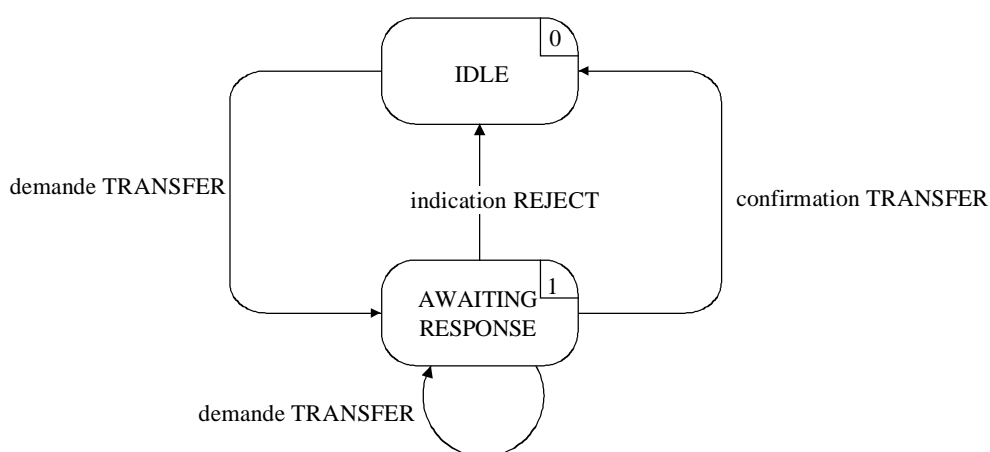 0
IDLE
demande TRANSFER
indication REJECT
confirmation TRANSFER
1
AWAITING
RESPONSE
demande TRANSFER